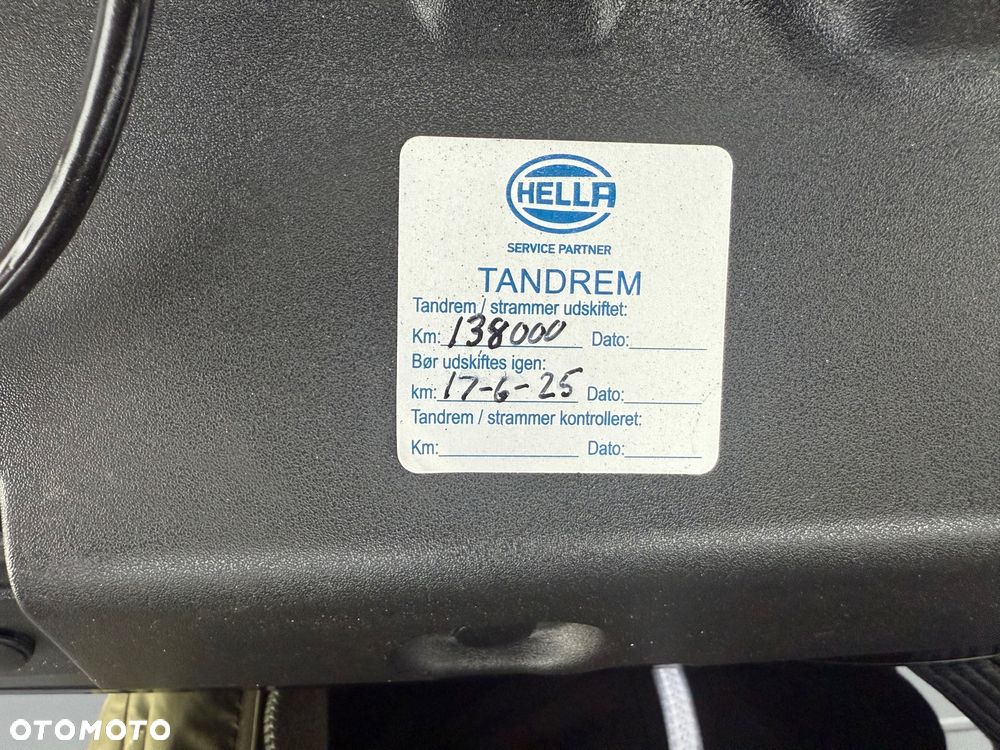 HELLA
SERVICE PARTNER
TANDREM
Tandrem / strammer udskiftet:
Km: 138000 Dato:
Bør udskiftes igen:
km: 17-6-25 Dato:
Tandrem / strammer kontrolleret:
Km: Dato:
OTOMOTO